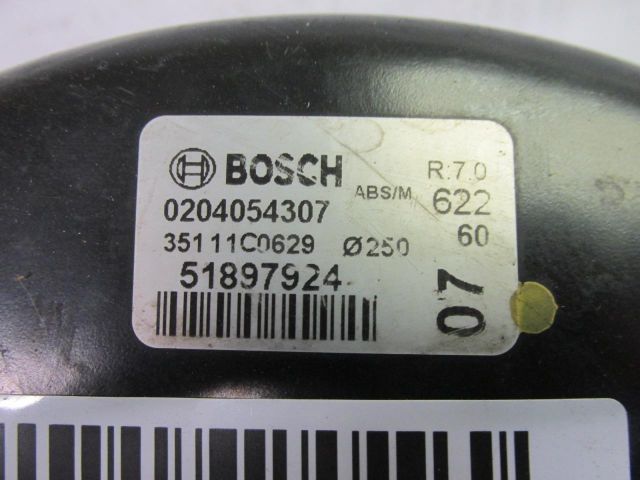 BOSCH R:7.0
ABS/M 622
0204054307
35111C0629 Ø250 60
51897924
07